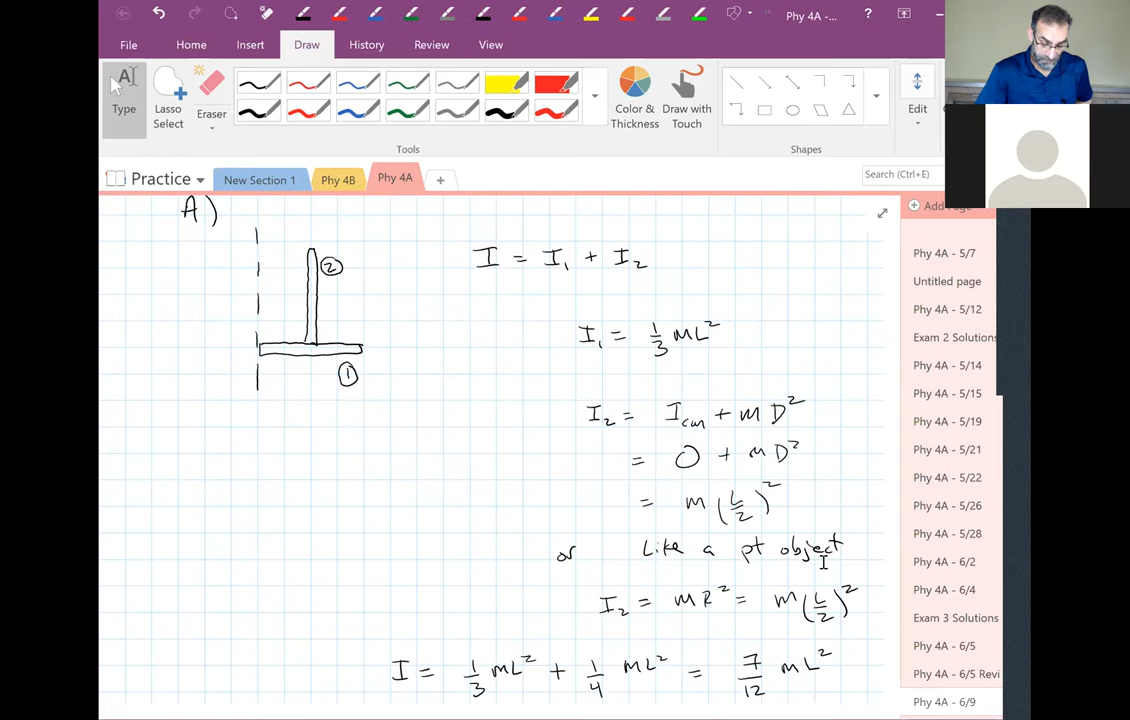 Phy 4A -...
?
File
Home
Insert
Draw
History
Review
View
Type
Lasso Select
Eraser
Color & Thickness
Draw with Touch
Edit
Tools
Shapes
Practice
New Section 1
Phy 4B
Phy 4A
+
Search (Ctrl+E)
Add Page
Phy 4A - 5/7
Untitled page
Phy 4A - 5/12
Exam 2 Solutions
Phy 4A - 5/14
Phy 4A - 5/15
Phy 4A - 5/19
Phy 4A - 5/21
Phy 4A - 5/22
Phy 4A - 5/26
Phy 4A - 5/28
Phy 4A - 6/2
Phy 4A - 6/4
Exam 3 Solutions
Phy 4A - 6/5
Phy 4A - 6/5 Revi
Phy 4A - 6/9
A)
②
①
I = I₁ + I₂
I₁ = 1/3 mL²
I₂ = Icm + mD²
= 0 + mD²
= m(L/2)²
or Like a pt object
I₂ = mR² = m(L/2)²
I = 1/3 mL² + 1/4 mL² = 7/12 mL²